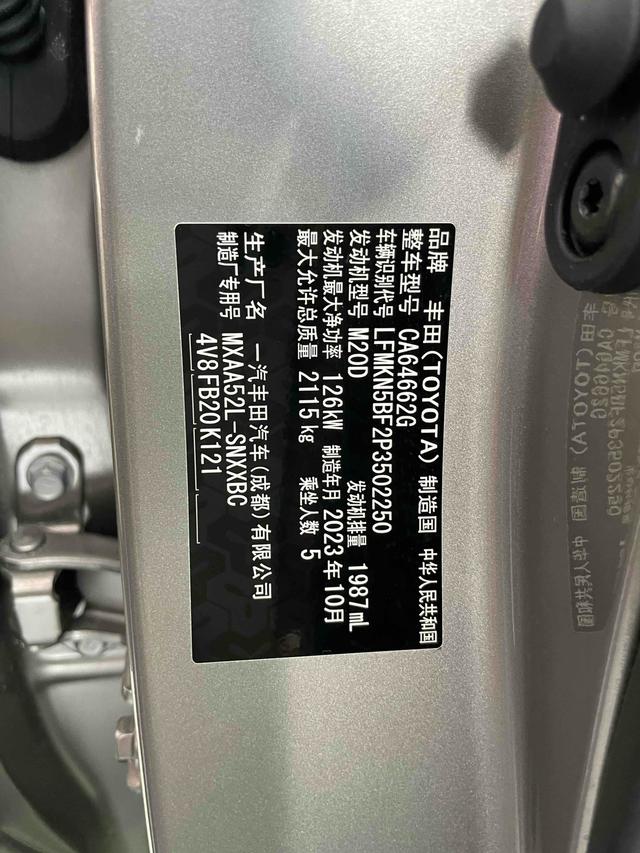 品牌 丰田(TOYOTA) 制造国 中华人民共和国
整车型号 CA64662G
车辆识别代号 LFMKN5BF2P3502250
发动机型号 M20D 发动机排量 1987mL
发动机最大净功率 126kW 制造年月 2023年10月
最大允许总质量 2115kg 乘坐人数 5
生产厂名 一汽丰田汽车(成都)有限公司
制造厂专用号 MXAA52L-SNXXBC
4V8FB20K121